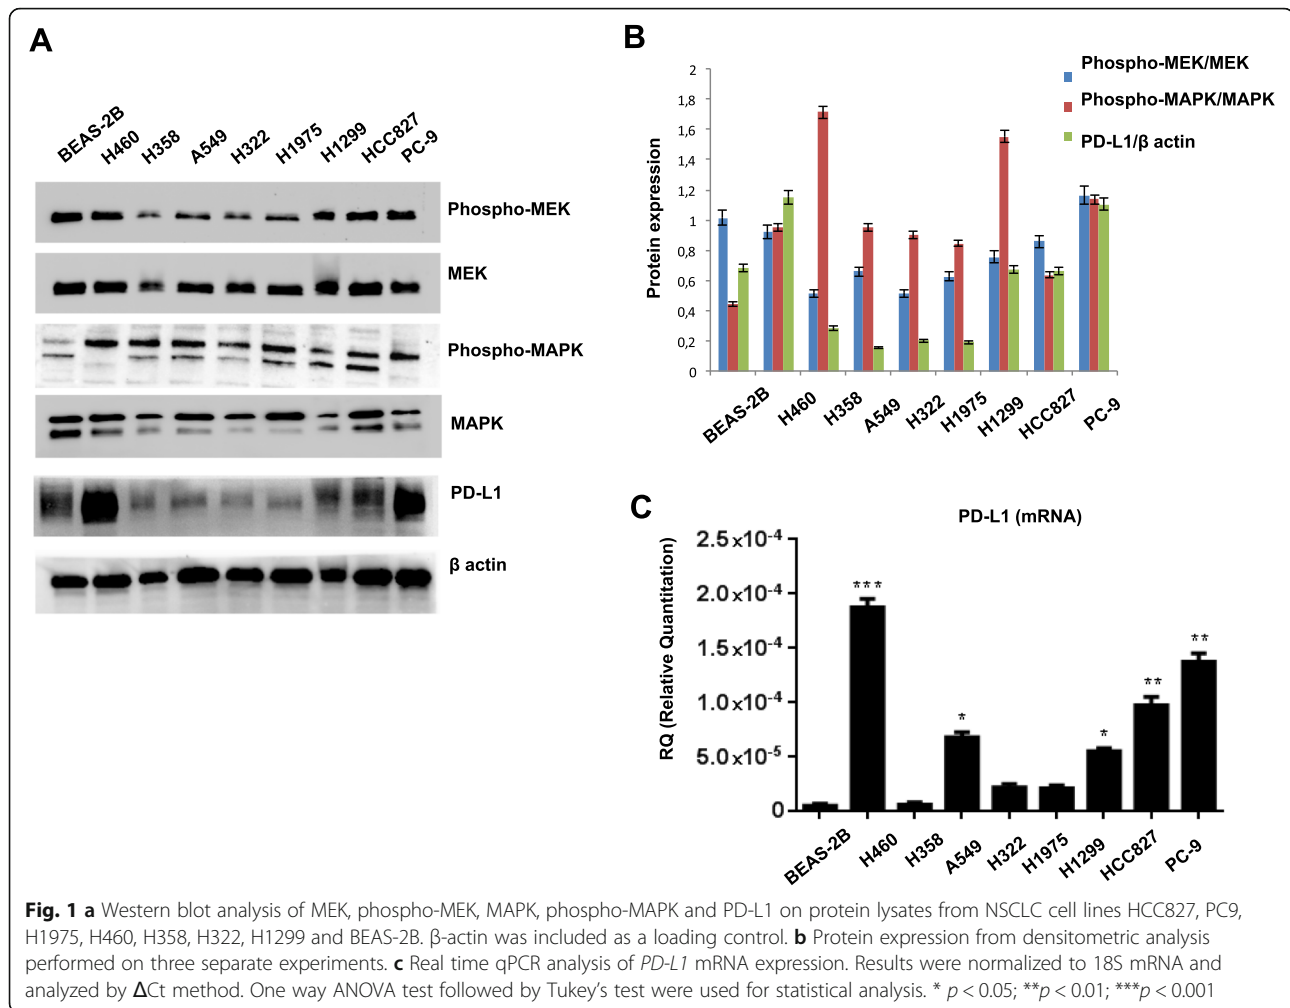 A
BEAS-2B
H460
H358
A549
H322
H1975
H1299
HCC827
PC-9
Phospho-MEK
MEK
Phospho-MAPK
MAPK
PD-L1
β actin
B
Phospho-MEK/MEK
Phospho-MAPK/MAPK
PD-L1/β actin
Protein expression
2
1,8
1,6
1,4
1,2
1
0,8
0,6
0,4
0,2
0
BEAS-2B
H460
H358
A549
H322
H1975
H1299
HCC827
PC-9
C
PD-L1 (mRNA)
RQ (Relative Quantitation)
2.5x10-4
2.0x10-4
1.5x10-4
1.0x10-4
5.0x10-5
0
***
*
*
**
**
BEAS-2B
H460
H358
A549
H322
H1975
H1299
HCC827
PC-9
Fig. 1 a Western blot analysis of MEK, phospho-MEK, MAPK, phospho-MAPK and PD-L1 on protein lysates from NSCLC cell lines HCC827, PC9,
H1975, H460, H358, H322, H1299 and BEAS-2B. β-actin was included as a loading control. b Protein expression from densitometric analysis
performed on three separate experiments. c Real time qPCR analysis of PD-L1 mRNA expression. Results were normalized to 18S mRNA and
analyzed by ΔCt method. One way ANOVA test followed by Tukey's test were used for statistical analysis. * p < 0.05; **p < 0.01; ***p < 0.001